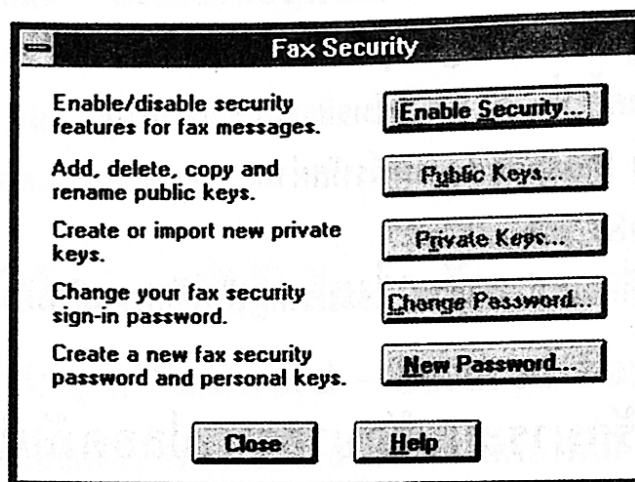 Fax Security
Enable/disable security
features for fax messages.
Enable Security...
Add, delete, copy and
rename public keys.
Public Keys...
Create or import new private
keys.
Private Keys...
Change your fax security
sign-in password.
Change Password...
Create a new fax security
password and personal keys.
New Password...
Close
Help